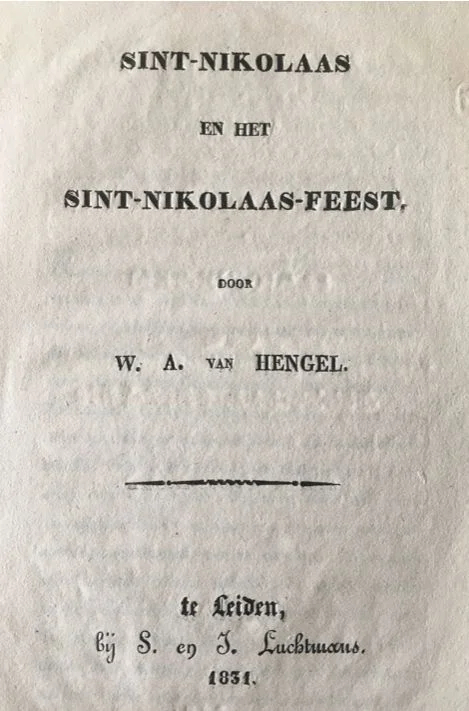 SINT-NIKOLAAS
EN HET
SINT-NIKOLAAS-FEEST.
DOOR
W. A. VAN HENGEL.
te Leiden,
bij S. en J. Luchtmans.
1831.